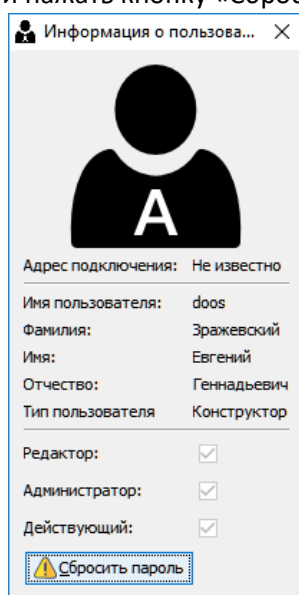 и нажать кнопку «Сброс
Информация о пользова...
А
Адрес подключения: Не известно
Имя пользователя: doos
Фамилия: Зражевский
Имя: Евгений
Отчество: Геннадьевич
Тип пользователя Конструктор
Редактор:
Администратор:
Действующий:
Сбросить пароль